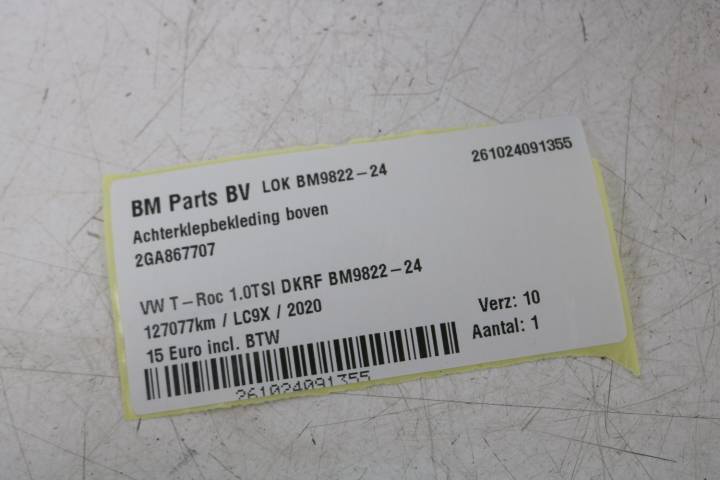 BM Parts BV LOK BM9822-24 261024091355
Achterklepbekleding boven
2GA867707
VW T-Roc 1.0TSI DKRF BM9822-24
127077km / LC9X / 2020
15 Euro incl. BTW
Verz: 10
Aantal: 1
261024091355